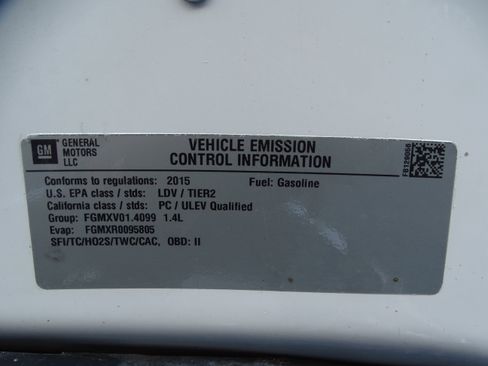 GM
GENERAL
MOTORS
LLC
VEHICLE EMISSION
CONTROL INFORMATION
Conforms to regulations: 2015 Fuel: Gasoline
U.S. EPA class / stds: LDV / TIER2
California class / stds: PC / ULEV Qualified
Group: FGMXV01.4099 1.4L
Evap: FGMXR0095805
SFI/TC/HO2S/TWC/CAC, OBD: II